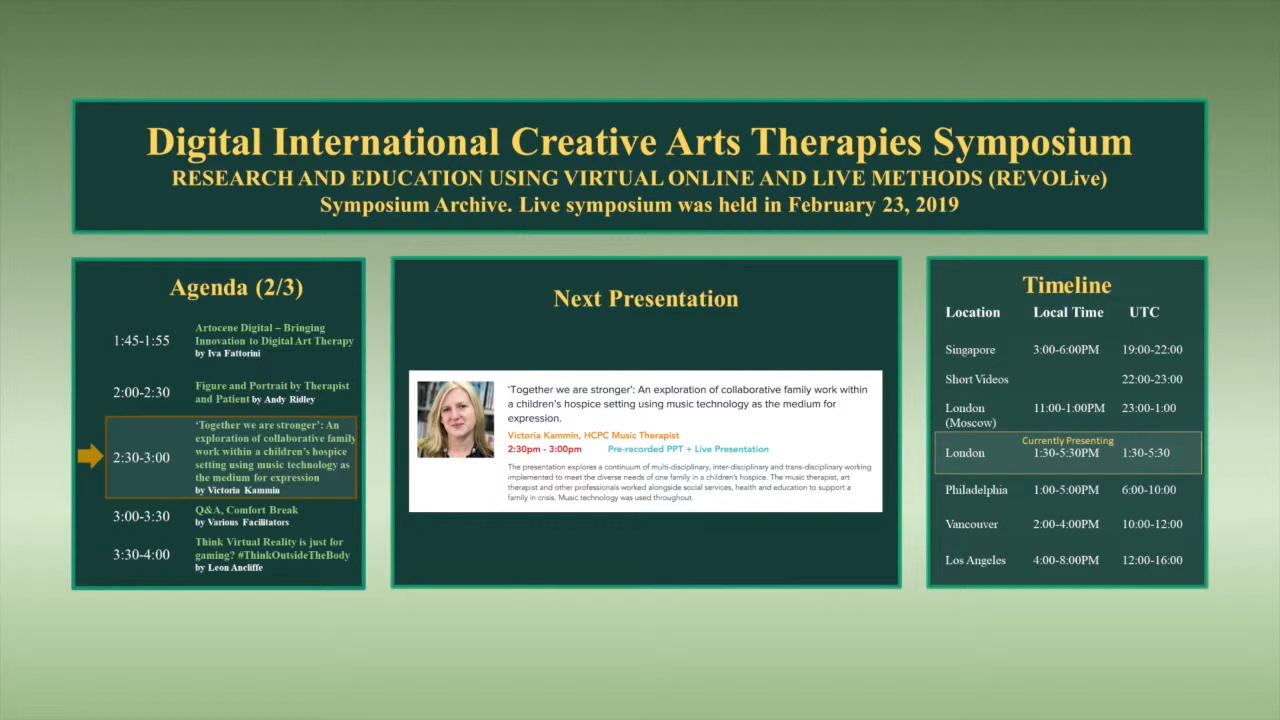 Digital International Creative Arts Therapies Symposium
RESEARCH AND EDUCATION USING VIRTUAL ONLINE AND LIVE METHODS (REVOLive)
Symposium Archive. Live symposium was held in February 23, 2019
Agenda (2/3)
1:45-1:55
Artocene Digital – Bringing
Innovation to Digital Art Therapy
by Iva Fattorini
2:00-2:30
Figure and Portrait by Therapist
and Patient by Andy Ridley
2:30-3:00
‘Together we are stronger’: An
exploration of collaborative family
work within a children’s hospice
setting using music technology as
the medium for expression
by Victoria Kammin
3:00-3:30
Q&A, Comfort Break
by Various Facilitators
3:30-4:00
Think Virtual Reality is just for
gaming? #ThinkOutsideTheBody
by Leon Ancliffe
Next Presentation
‘Together we are stronger’: An exploration of collaborative family work within
a children’s hospice setting using music technology as the medium for
expression.
Victoria Kammin, HCPC Music Therapist
2:30pm - 3:00pm Pre-recorded PPT + Live Presentation
The presentation explores a continuum of multi-disciplinary, inter-disciplinary and trans-disciplinary working
implemented to meet the diverse needs of one family in a children’s hospice. The music therapist, art
therapist and other professionals worked alongside social services, health and education to support a
family in crisis. Music technology was used throughout.
Timeline
Location Local Time UTC
Singapore 3:00-6:00PM 19:00-22:00
Short Videos 22:00-23:00
London 11:00-1:00PM 23:00-1:00
(Moscow)
Currently Presenting
London 1:30-5:30PM 1:30-5:30
Philadelphia 1:00-5:00PM 6:00-10:00
Vancouver 2:00-4:00PM 10:00-12:00
Los Angeles 4:00-8:00PM 12:00-16:00